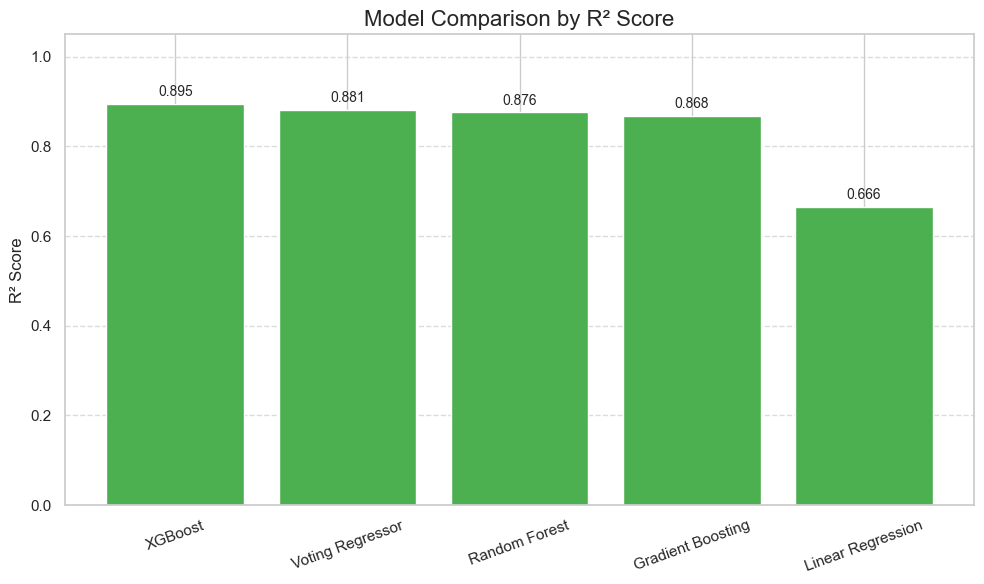 Model Comparison by R² Score
R² Score
1.0
0.8
0.6
0.4
0.2
0.0
0.895
0.881
0.876
0.868
0.666
XGBoost
Voting Regressor
Random Forest
Gradient Boosting
Linear Regression